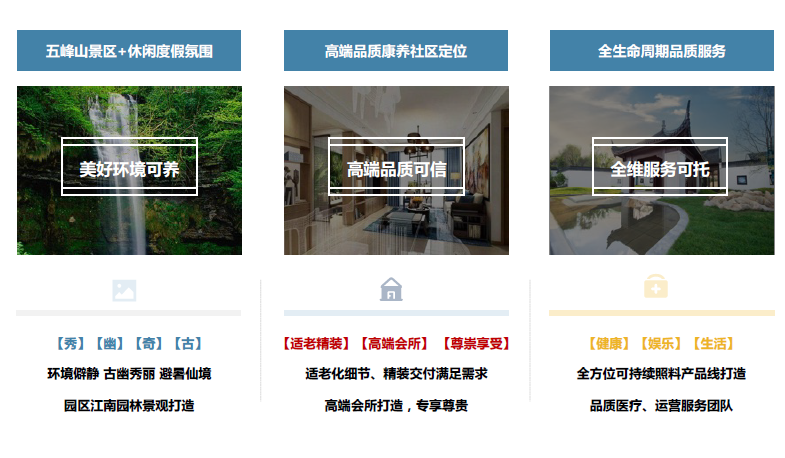 五峰山景区+休闲度假氛围
高端品质康养社区定位
全生命周期品质服务
美好环境可养
高端品质可信
全维服务可托
【秀】【幽】【奇】【古】
环境僻静 古幽秀丽 避暑仙境
园区江南园林景观打造
【适老精装】【高端会所】 【尊崇享受】
适老化细节、精装交付满足需求
高端会所打造，专享尊贵
【健康】【娱乐】【生活】
全方位可持续照料产品线打造
品质医疗、运营服务团队